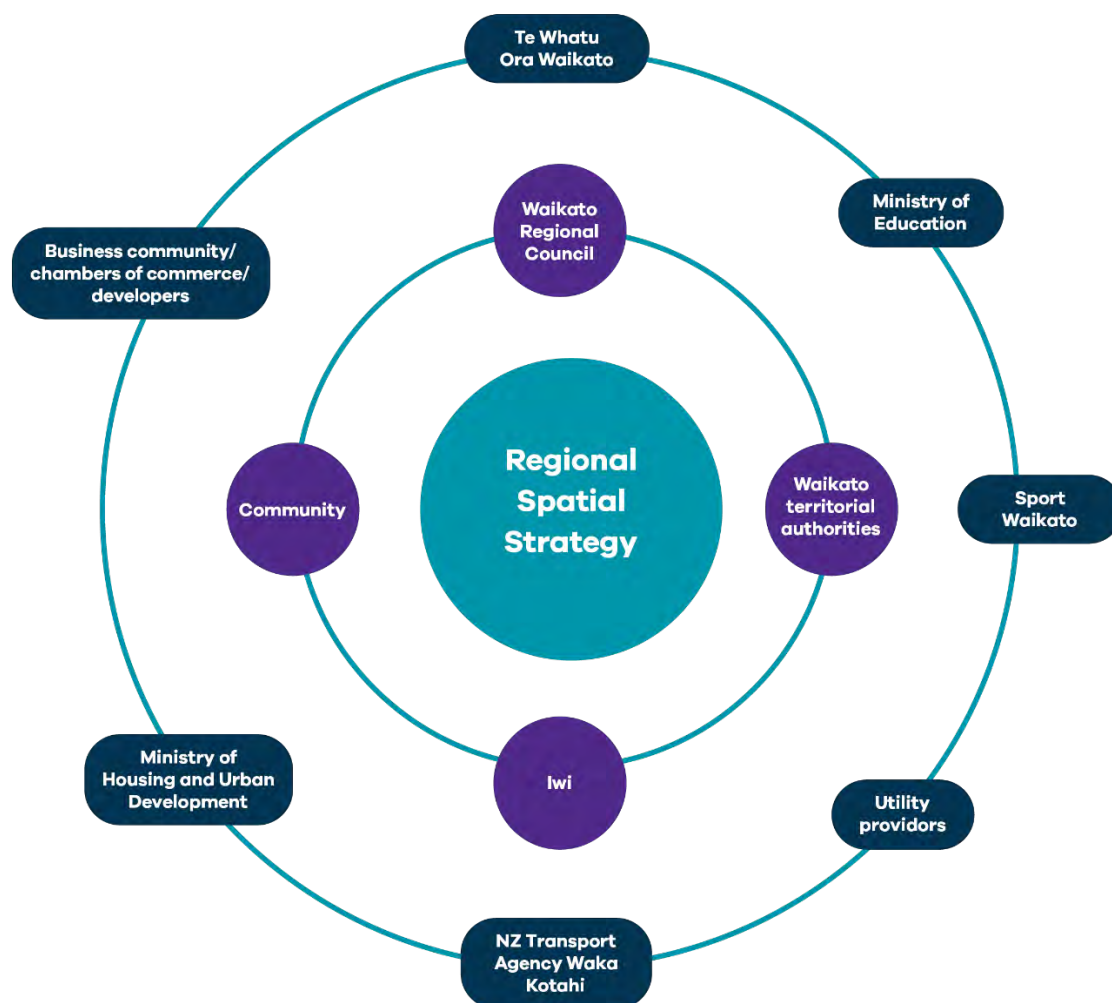 Te Whatu
Ora Waikato
Waikato
Regional
Council
Ministry of
Education
Business community/
chambers of commerce/
developers
Regional
Spatial
Strategy
Community
Waikato
territorial
authorities
Sport
Waikato
Ministry of
Housing and Urban
Development
Iwi
Utility
providors
NZ Transport
Agency Waka
Kotahi